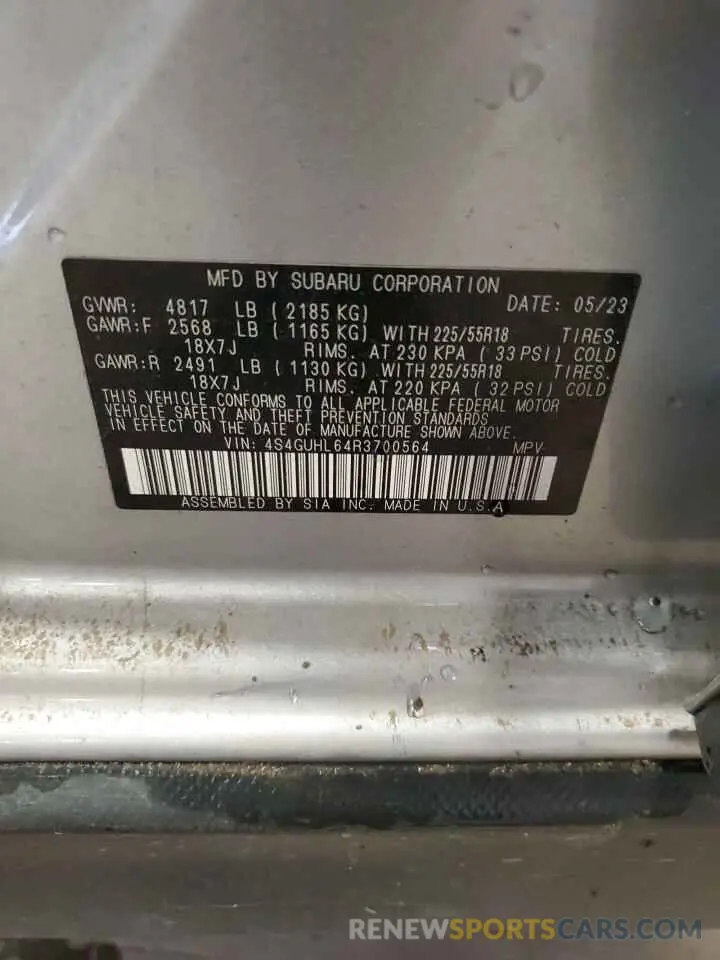 MFD BY SUBARU CORPORATION
GVWR: 4817 LB ( 2185 KG) DATE: 05/23
GAWR:F 2568 LB ( 1165 KG) WITH 225/55R18 TIRES.
18X7J RIMS. AT 230 KPA ( 33 PSI) COLD
GAWR:R 2491 LB ( 1130 KG) WITH 225/55R18 TIRES.
18X7J RIMS. AT 220 KPA ( 32 PSI) COLD
THIS VEHICLE CONFORMS TO ALL APPLICABLE FEDERAL MOTOR
VEHICLE SAFETY AND THEFT PREVENTION STANDARDS
IN EFFECT ON THE DATE OF MANUFACTURE SHOWN ABOVE.
VIN: 4S4GUHL64R3700564 MPV
ASSEMBLED BY SIA INC. MADE IN U.S.A
RENEWSPORTSCARS.COM